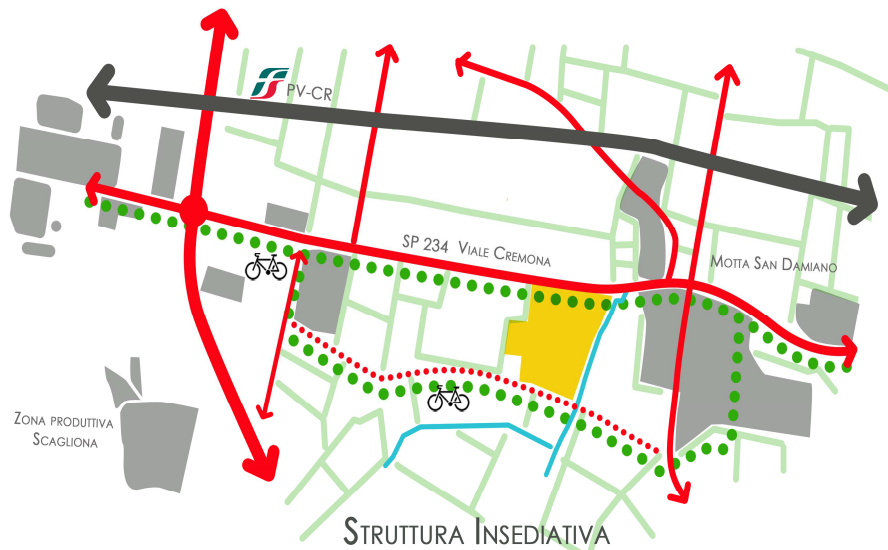 PV-CR
SP 234 Viale Cremona
Motta San Damiano
Zona produttiva
Scagliona
Struttura Insediativa